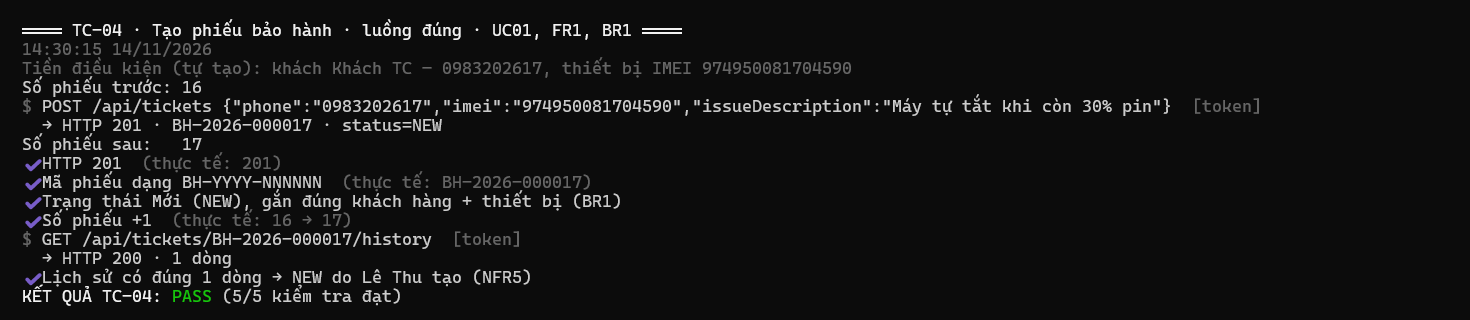 ════ TC-04 · Tạo phiếu bảo hành · luồng đúng · UC01, FR1, BR1 ════
14:30:15 14/11/2026
Tiền điều kiện (tự tạo): khách Khách TC — 0983202617, thiết bị IMEI 974950081704590
Số phiếu trước: 16
$ POST /api/tickets {"phone":"0983202617","imei":"974950081704590","issueDescription":"Máy tự tắt khi còn 30% pin"}  [token]
→ HTTP 201 · BH-2026-000017 · status=NEW
Số phiếu sau:   17
✔HTTP 201  (thực tế: 201)
✔Mã phiếu dạng BH-YYYY-NNNNNN  (thực tế: BH-2026-000017)
✔Trạng thái Mới (NEW), gắn đúng khách hàng + thiết bị (BR1)
✔Số phiếu +1  (thực tế: 16 → 17)
$ GET /api/tickets/BH-2026-000017/history  [token]
→ HTTP 200 · 1 dòng
✔Lịch sử có đúng 1 dòng → NEW do Lê Thu tạo (NFR5)
KẾT QUẢ TC-04: PASS (5/5 kiểm tra đạt)